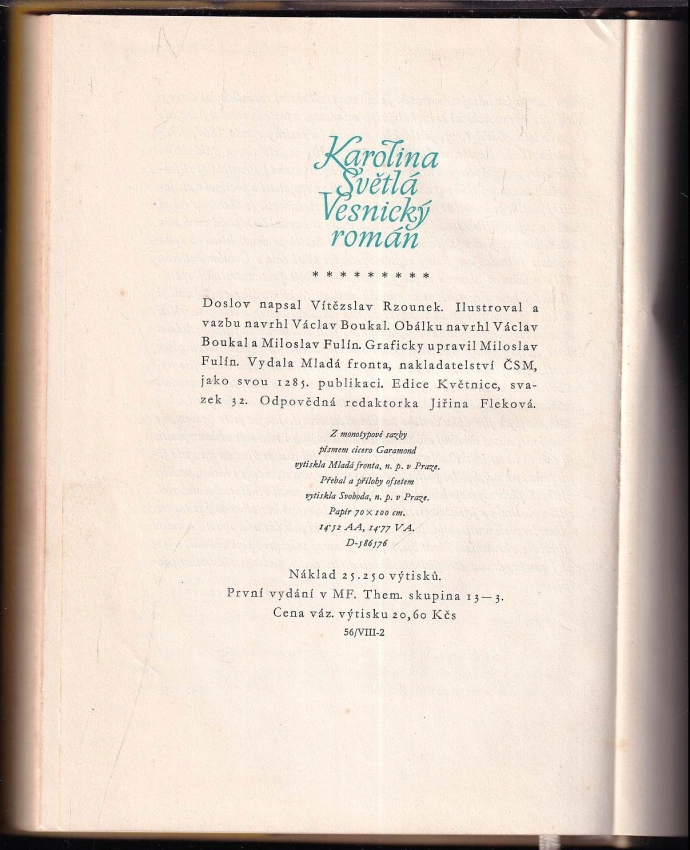 Karolina
Světlá
Vesnický
román
* * * * * * * * *
Doslov napsal Vítězslav Rzounek. Ilustroval a
vazbu navrhl Václav Boukal. Obálku navrhl Václav
Boukal a Miloslav Fulín. Graficky upravil Miloslav
Fulín. Vydala Mladá fronta, nakladatelství ČSM,
jako svou 1285. publikaci. Edice Květnice, sva-
zek 32. Odpovědná redaktorka Jiřina Fleková.
Z monotypové sazby
písmem cicero Garamond
vytiskla Mladá fronta, n. p. v Praze.
Přebal a přílohy ofsetem
vytiskla Svoboda, n. p. v Praze.
Papír 70 × 100 cm.
14·52 AA, 14·77 VA.
D-586576
Náklad 25.250 výtisků.
První vydání v MF. Them. skupina 13—3.
Cena váz. výtisku 20,60 Kčs
56/VIII-2